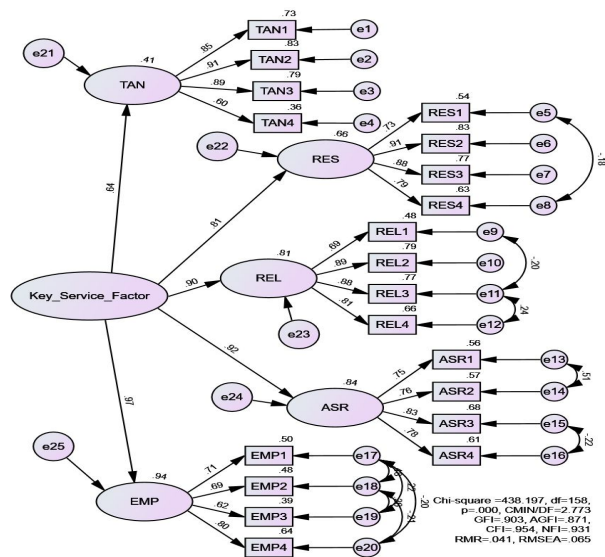 .73
.85
TAN1
e1
e21
.41
.91
.83
TAN2
e2
TAN
.89
.79
TAN3
e3
.60
.36
TAN4
e4
.54
.73
RES1
e5
e22
.66
.91
.83
RES2
e6
-.18
RES
.88
.77
RES3
e7
.79
.63
RES4
e8
.64
.81
.48
.69
REL1
e9
.81
.89
.79
REL2
e10
-.20
.90
REL
.88
.77
REL3
e11
Key_Service_Factor
.81
.66
REL4
e12
.24
e23
.92
.56
.75
ASR1
e13
.84
.76
.57
ASR2
e14
.51
e24
ASR
.83
.68
ASR3
e15
.97
.78
.61
ASR4
e16
-.22
e25
.50
.71
EMP1
e17
.94
.69
.48
EMP2
e18
-.20
EMP
.62
.39
EMP3
e19
-.21
.80
.64
EMP4
e20
Chi-square =438.197, df=158,
p=.000, CMIN/DF=2.773
GFI=.903, AGFI=.871,
CFI=.954, NFI=.931
RMR=.041, RMSEA=.065